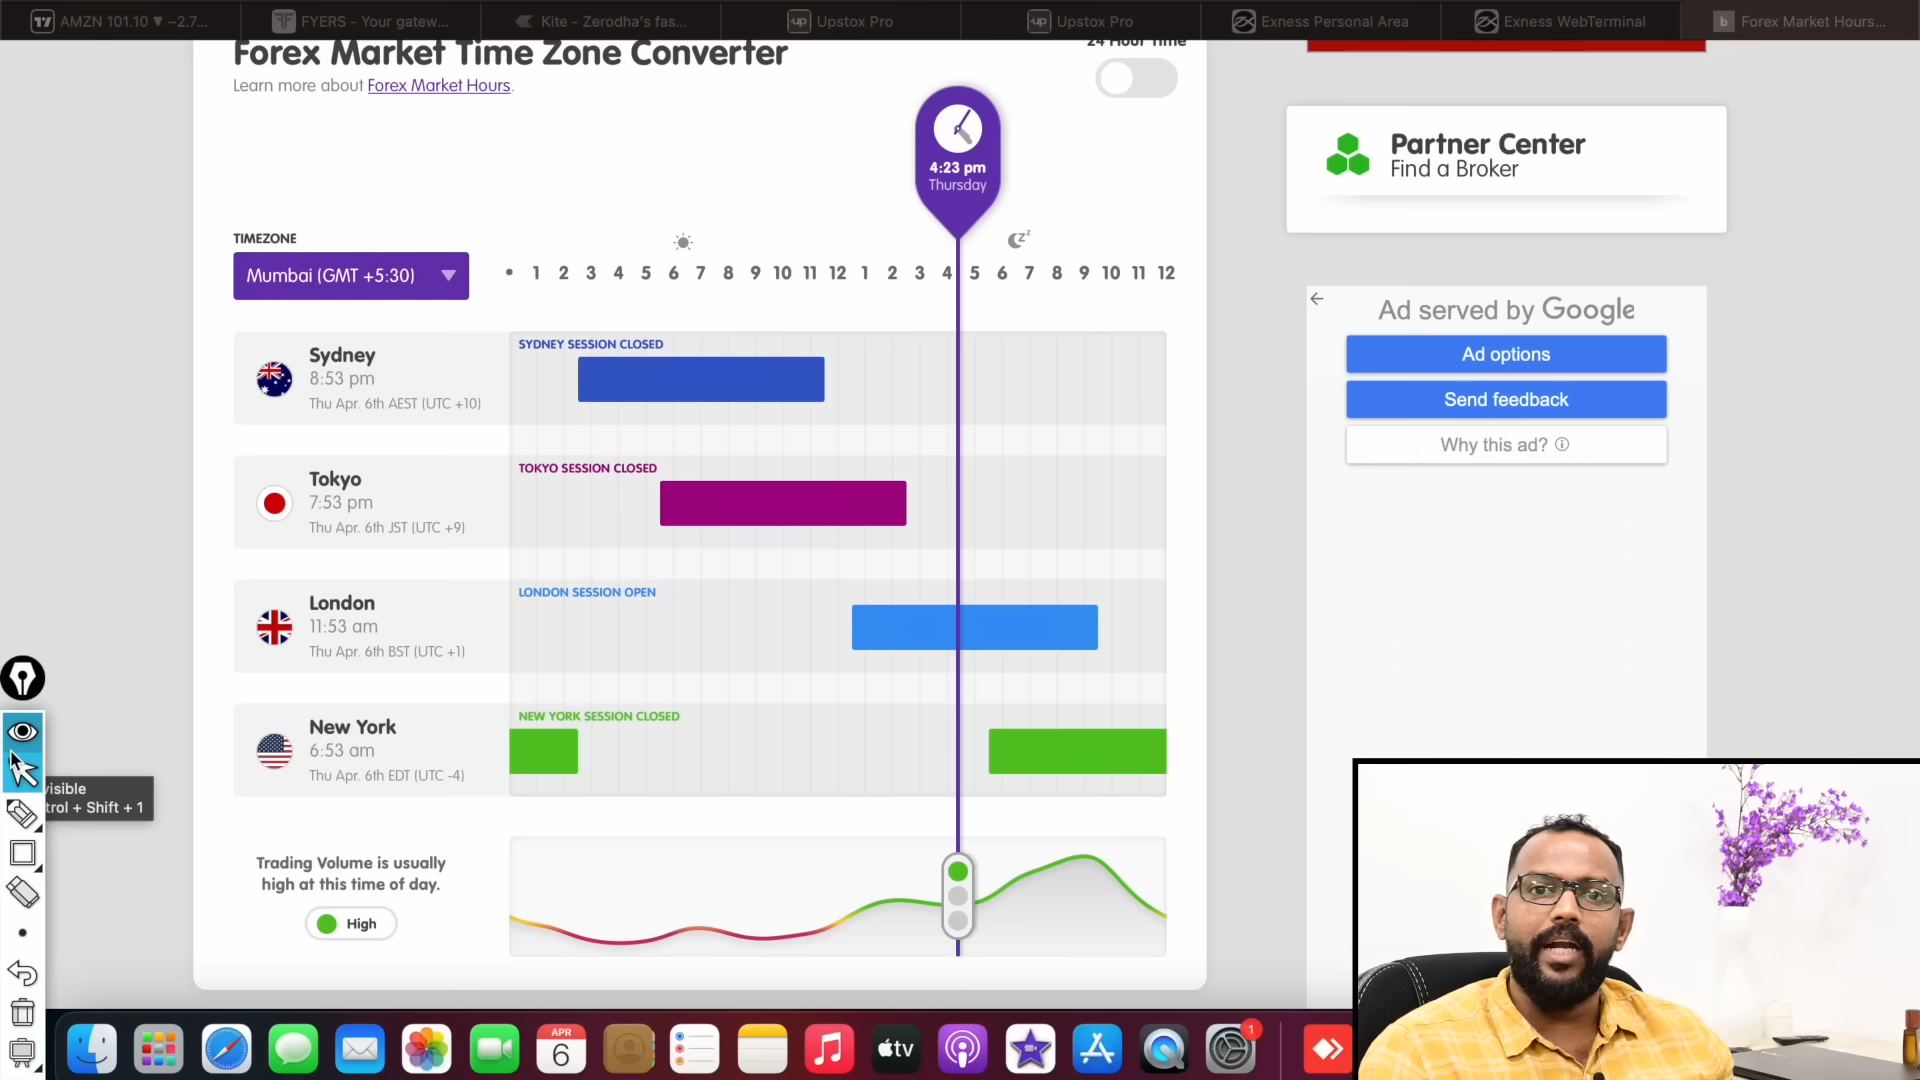 AMZN 101.10 ▼ −2.7...
FYERS - Your gatew...
Kite - Zerodha's fas...
Upstox Pro
Upstox Pro
Exness Personal Area
Exness WebTerminal
Forex Market Hours...
Forex Market Time Zone Converter
24 Hour Time
Learn more about Forex Market Hours.
4:23 pm
Thursday
Partner Center
Find a Broker
TIMEZONE
Mumbai (GMT +5:30)
1 2 3 4 5 6 7 8 9 10 11 12 1 2 3 4 5 6 7 8 9 10 11 12
Ad served by Google
Ad options
Send feedback
Why this ad?
Sydney
8:53 pm
Thu Apr. 6th AEST (UTC +10)
SYDNEY SESSION CLOSED
Tokyo
7:53 pm
Thu Apr. 6th JST (UTC +9)
TOKYO SESSION CLOSED
London
11:53 am
Thu Apr. 6th BST (UTC +1)
LONDON SESSION OPEN
New York
6:53 am
Thu Apr. 6th EDT (UTC -4)
NEW YORK SESSION CLOSED
visible
trol + Shift + 1
Trading Volume is usually
high at this time of day.
High
APR
6
tv
1